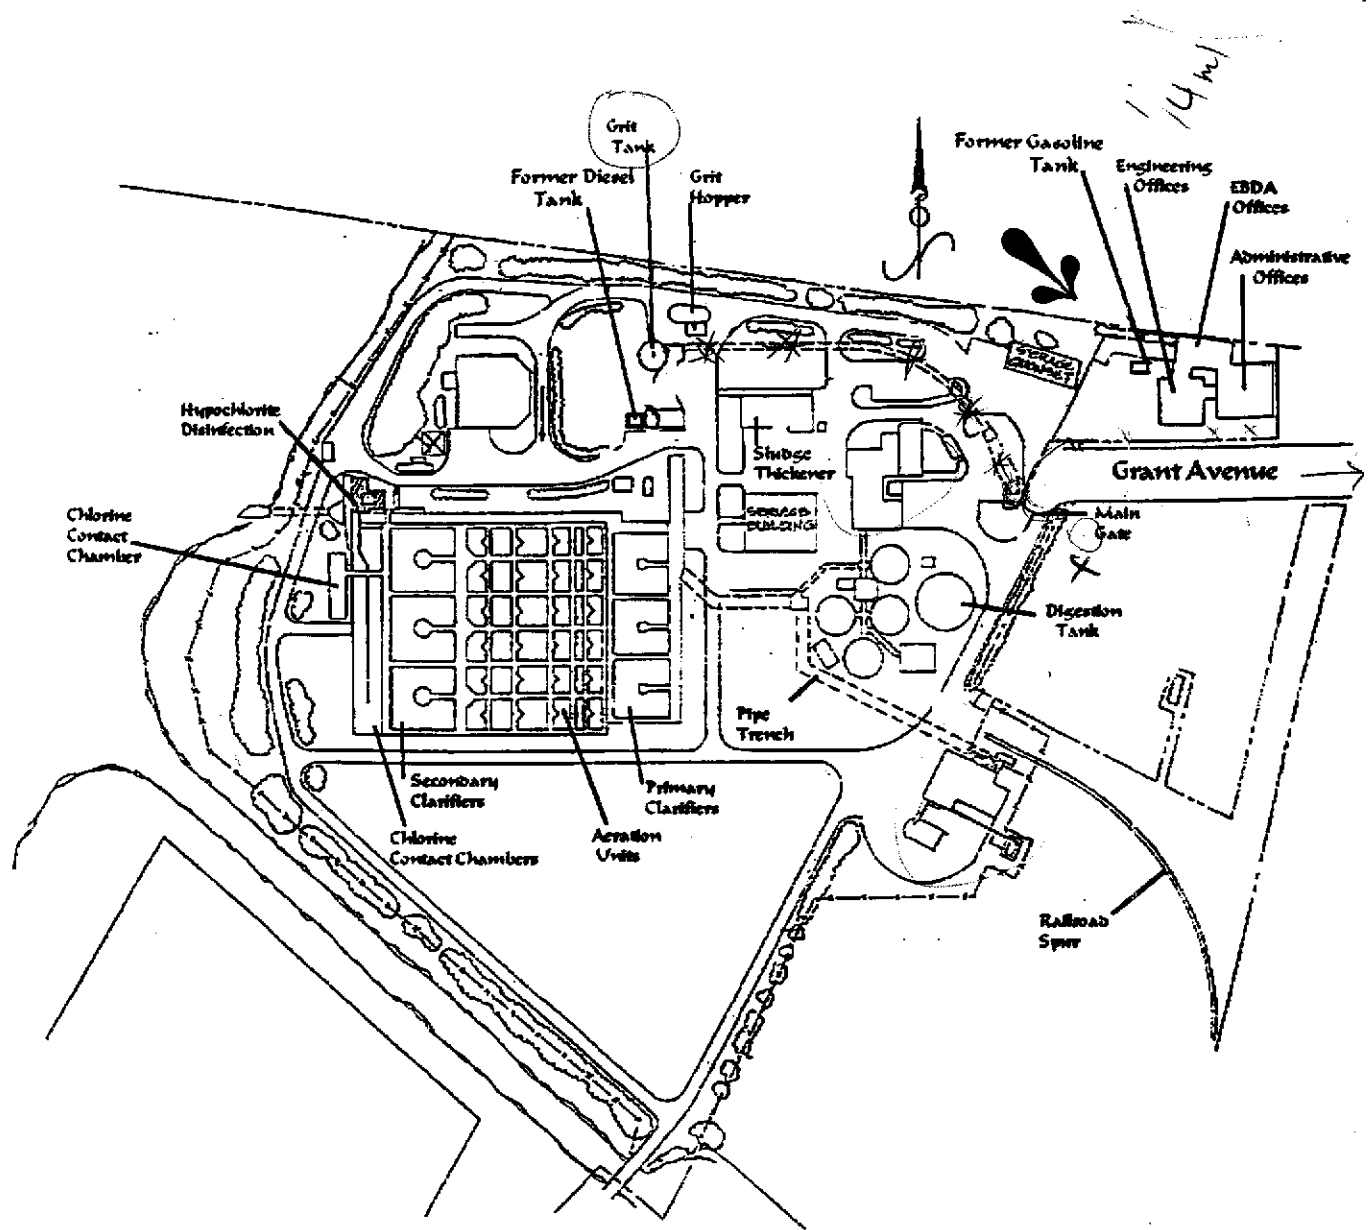 14 ml
Grit
Tank
Former Diesel
Tank
Grit
Hopper
Former Gasoline
Tank
Engineering
Offices
EBDA
Offices
Administrative
Offices
N
Hypochlorite
Disinfection
Sludge
Thickener
Grant Avenue
Chlorine
Contact
Chamber
Main
Gate
Digestion
Tank
Pipe
Trench
Secondary
Clarifiers
Primary
Clarifiers
Chlorine
Contact Chambers
Aeration
Units
Railroad
Spur